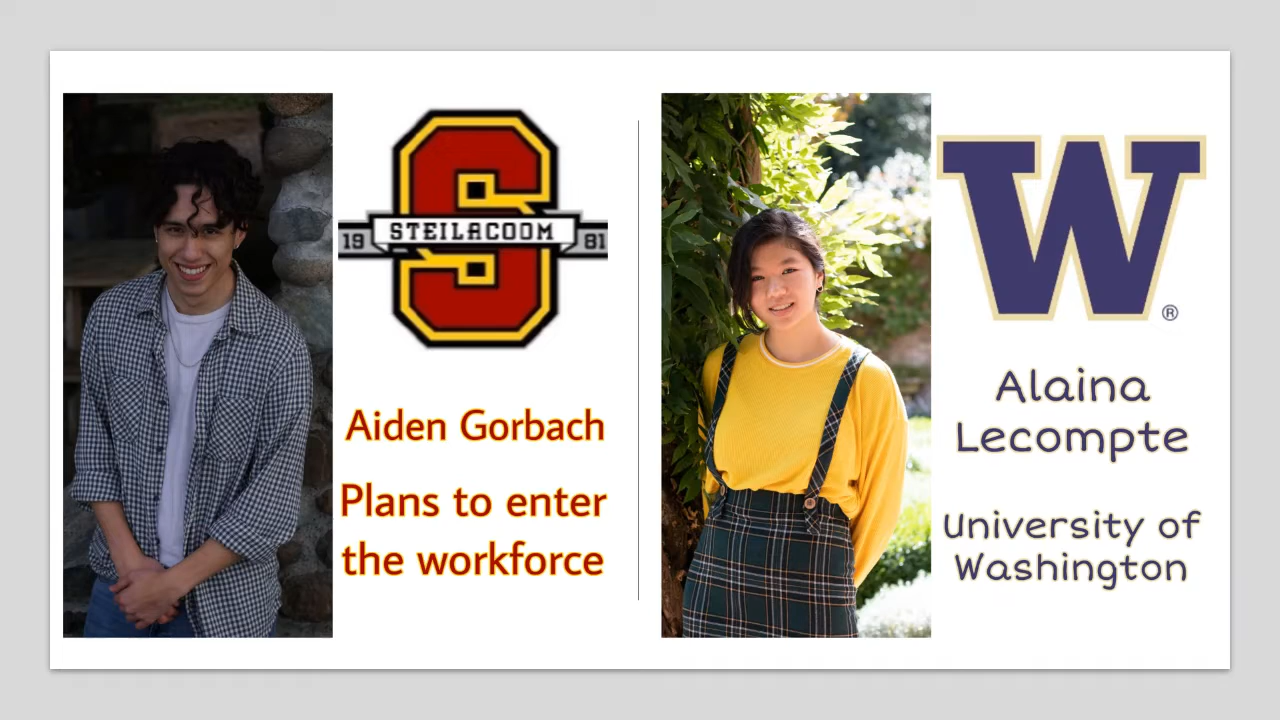 STEILACOOM
19 81
Aiden Gorbach
Plans to enter
the workforce
W
®
Alaina
Lecompte
University of
Washington